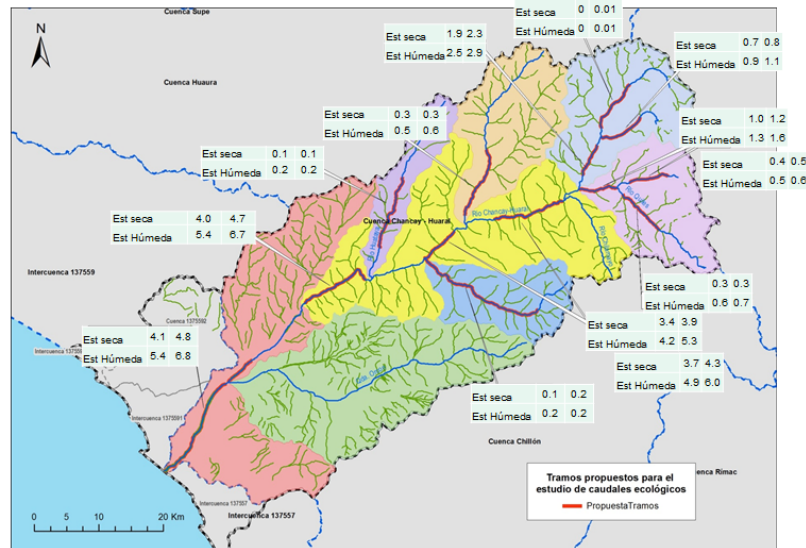 Cuenca Supe
N
Cuenca Huaura
Est seca 0 0.01
Est Húmeda 0 0.01
Est seca 1.9 2.3
Est Húmeda 2.5 2.9
Est seca 0.7 0.8
Est Húmeda 0.9 1.1
Est seca 0.3 0.3
Est Húmeda 0.5 0.6
Est seca 1.0 1.2
Est Húmeda 1.3 1.6
Est seca 0.1 0.1
Est Húmeda 0.2 0.2
Est seca 0.4 0.5
Est Húmeda 0.5 0.6
Est seca 4.0 4.7
Est Húmeda 5.4 6.7
Cuenca Chancay - Huaral
Río Chancay-Huaral
Intercuenca 137559
Est seca 0.3 0.3
Est Húmeda 0.6 0.7
Cuenca 1375592
Est seca 3.4 3.9
Est Húmeda 4.2 5.3
Est seca 4.1 4.8
Est Húmeda 5.4 6.8
Est seca 3.7 4.3
Est Húmeda 4.9 6.0
Est seca 0.1 0.2
Est Húmeda 0.2 0.2
Intercuenca 1375591
Cuenca Chillón
Tramos propuestos para el
estudio de caudales ecológicos
PropuestaTramos
Intercuenca 137557
Intercuenca 137557
0 10 20 Km